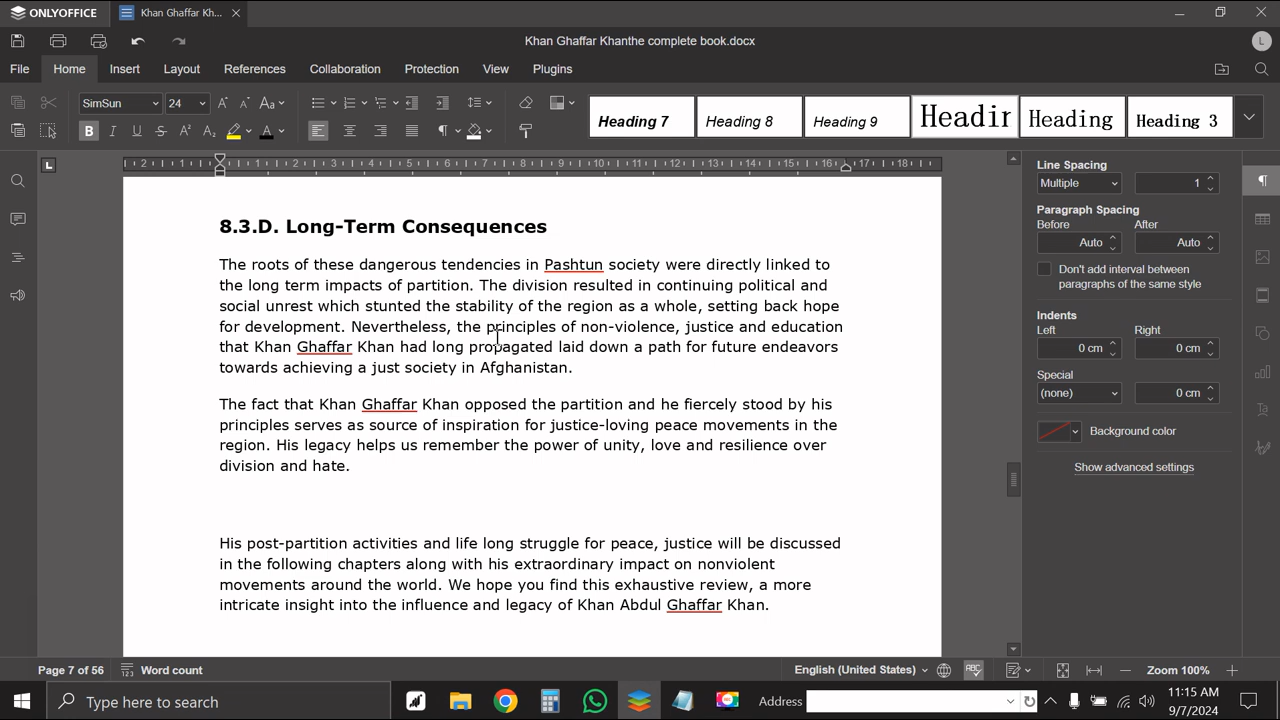 ONLYOFFICE
Khan Ghaffar Kh...
Khan Ghaffar Khanthe complete book.docx
L
File Home Insert Layout References Collaboration Protection View Plugins
SimSun 24
Heading 7 Heading 8 Heading 9 Headir Heading Heading 3
8.3.D. Long-Term Consequences
The roots of these dangerous tendencies in Pashtun society were directly linked to
the long term impacts of partition. The division resulted in continuing political and
social unrest which stunted the stability of the region as a whole, setting back hope
for development. Nevertheless, the principles of non-violence, justice and education
that Khan Ghaffar Khan had long propagated laid down a path for future endeavors
towards achieving a just society in Afghanistan.
The fact that Khan Ghaffar Khan opposed the partition and he fiercely stood by his
principles serves as source of inspiration for justice-loving peace movements in the
region. His legacy helps us remember the power of unity, love and resilience over
division and hate.
His post-partition activities and life long struggle for peace, justice will be discussed
in the following chapters along with his extraordinary impact on nonviolent
movements around the world. We hope you find this exhaustive review, a more
intricate insight into the influence and legacy of Khan Abdul Ghaffar Khan.
Line Spacing
Multiple 1
Paragraph Spacing
Before After
Auto Auto
Don't add interval between
paragraphs of the same style
Indents
Left Right
0 cm 0 cm
Special
(none) 0 cm
Background color
Show advanced settings
Page 7 of 56 Word count English (United States) Zoom 100%
Type here to search Address 11:15 AM
9/7/2024